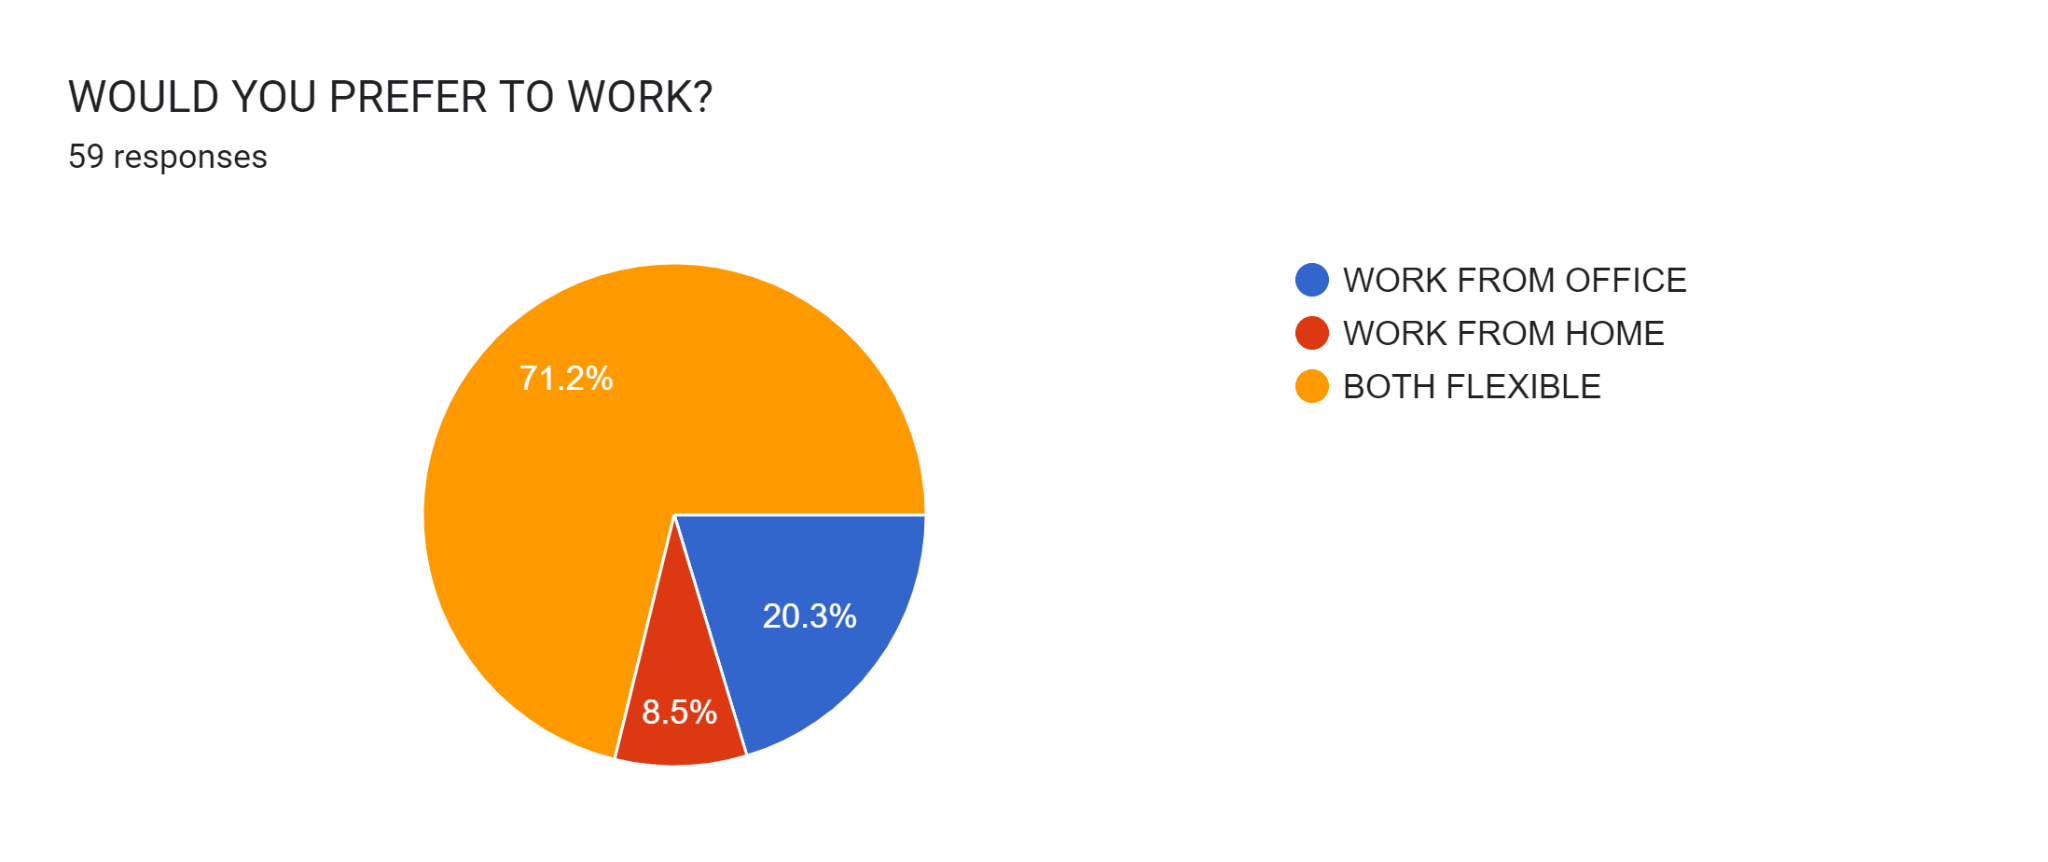 WOULD YOU PREFER TO WORK?
59 responses
71.2%
20.3%
8.5%
WORK FROM OFFICE
WORK FROM HOME
BOTH FLEXIBLE